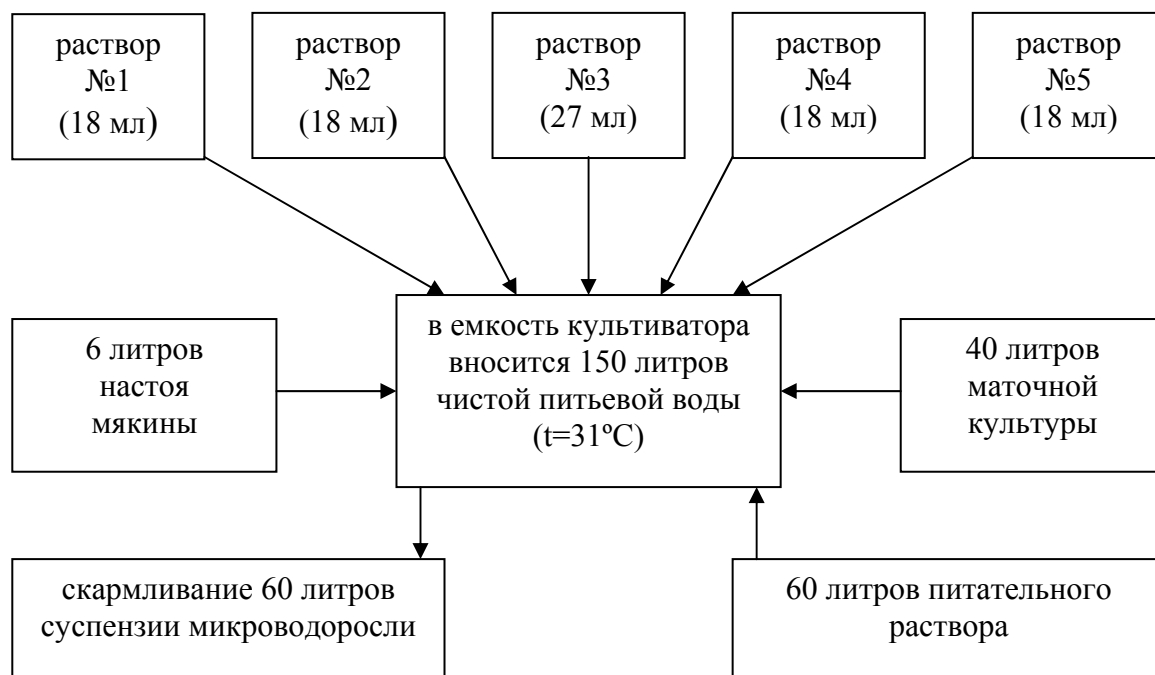 раствор
№1
(18 мл)
раствор
№2
(18 мл)
раствор
№3
(27 мл)
раствор
№4
(18 мл)
раствор
№5
(18 мл)
6 литров
настоя
мякины
в емкость культиватора
вносится 150 литров
чистой питьевой воды
(t=31ºС)
40 литров
маточной
культуры
скармливание 60 литров
суспензии микроводоросли
60 литров питательного
раствора